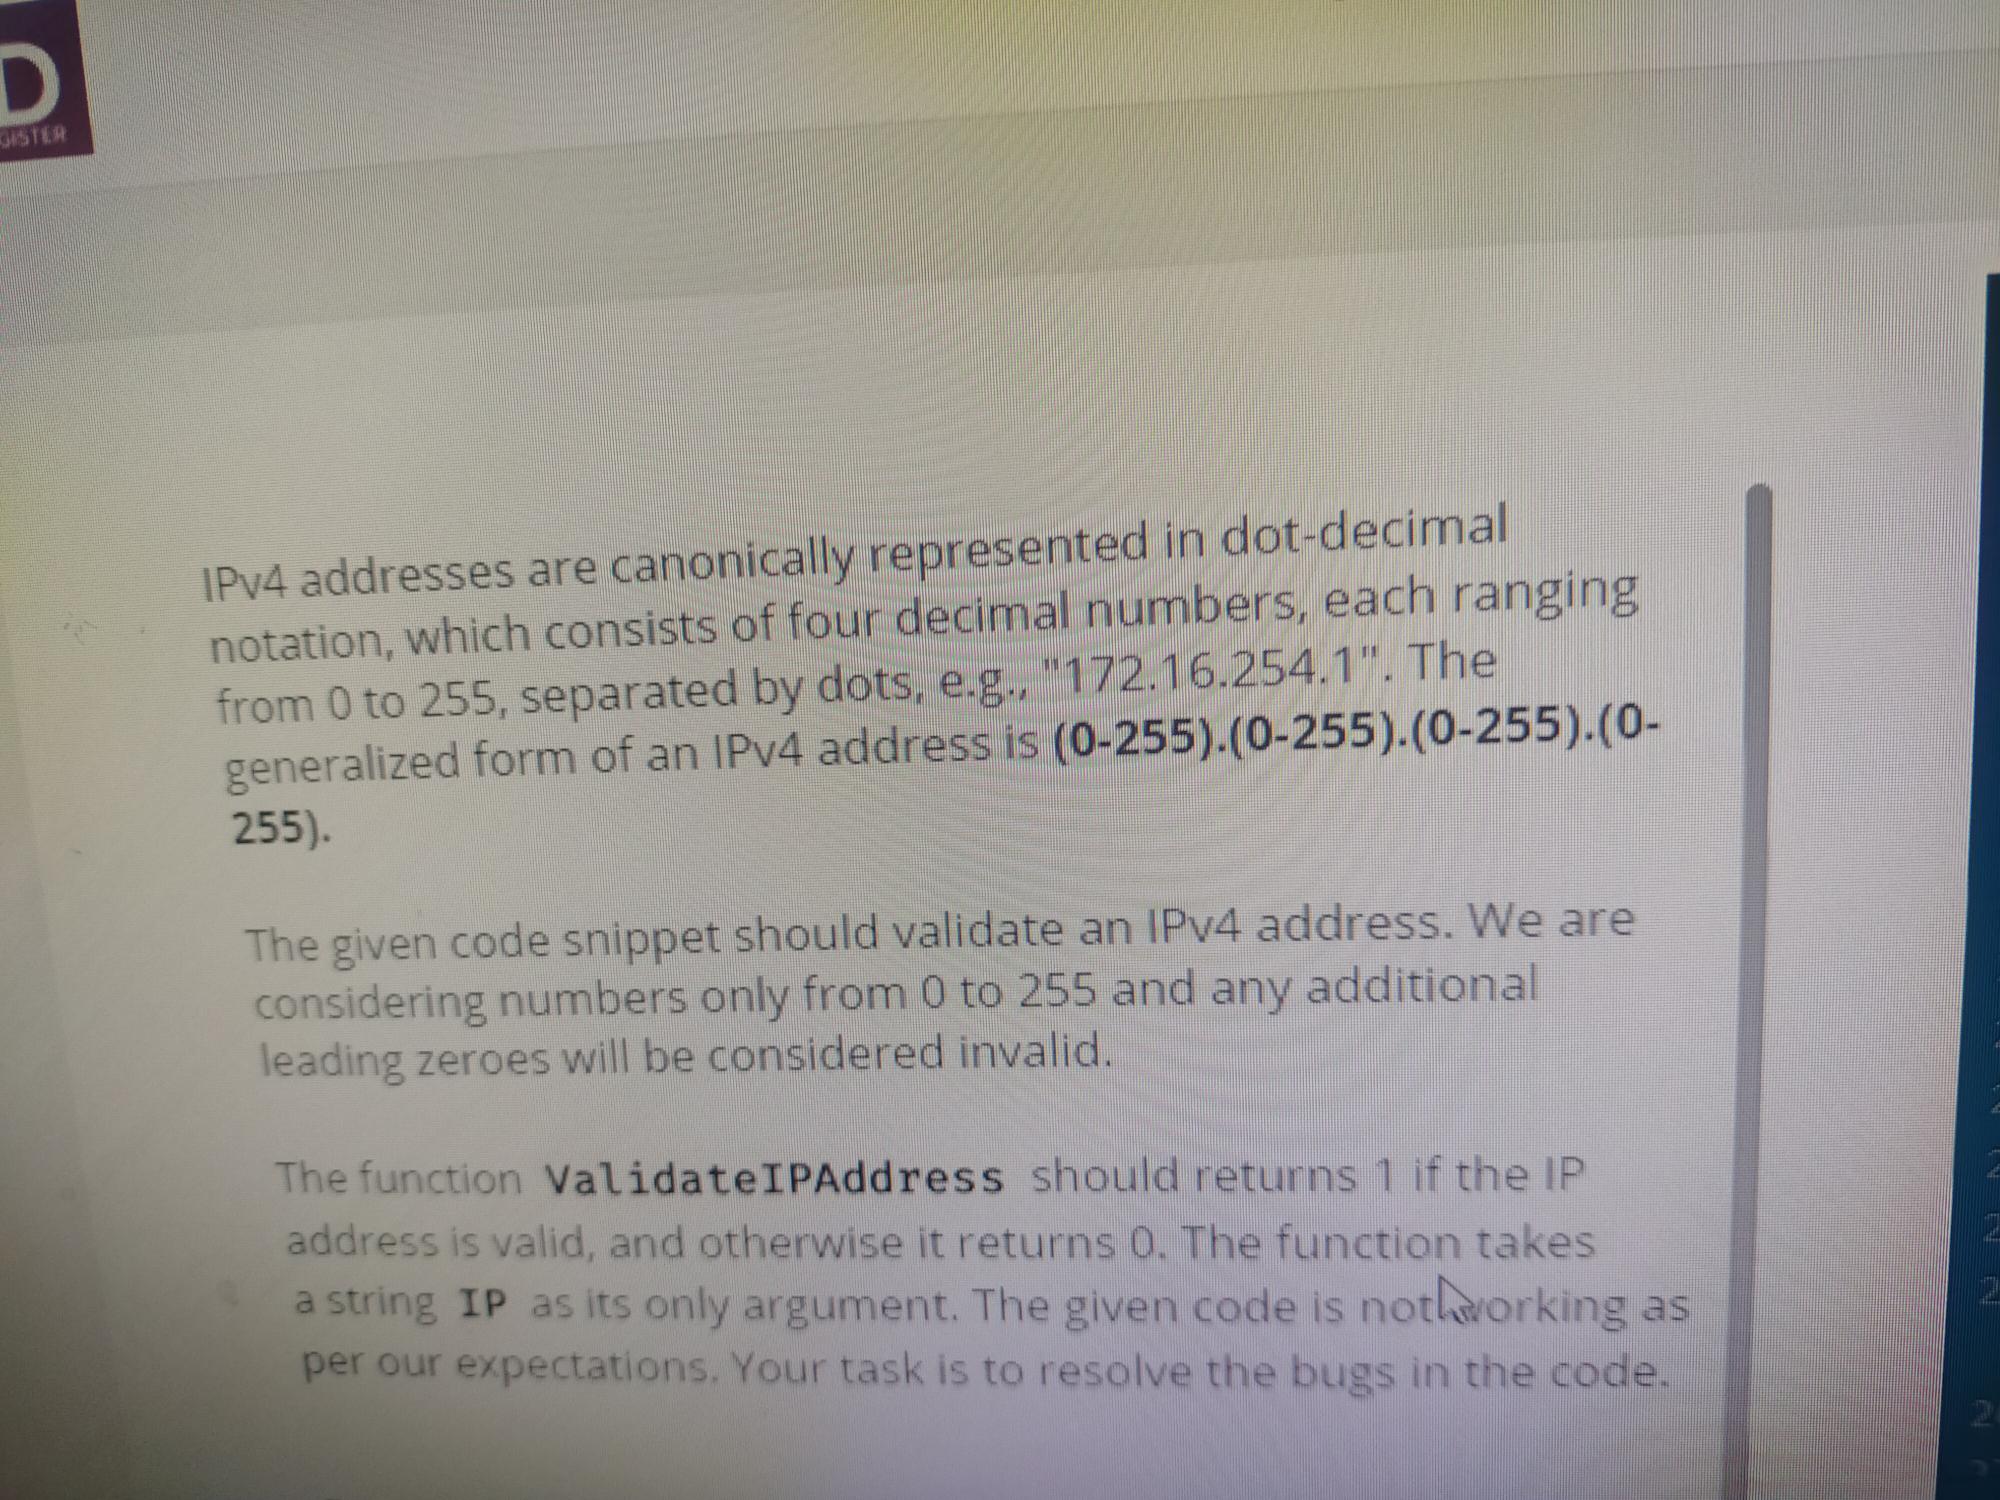 D
GISTER
IPv4 addresses are canonically represented in dot-decimal
notation, which consists of four decimal numbers, each ranging
from 0 to 255, separated by dots, e.g., "172.16.254.1". The
generalized form of an IPv4 address is (0-255).(0-255).(0-255).(0-
255).
The given code snippet should validate an IPv4 address. We are
considering numbers only from 0 to 255 and any additional
leading zeroes will be considered invalid.
The function ValidateIPAddress should returns 1 if the IP
address is valid, and otherwise it returns 0. The function takes
a string IP as its only argument. The given code is not working as
per our expectations. Your task is to resolve the bugs in the code.